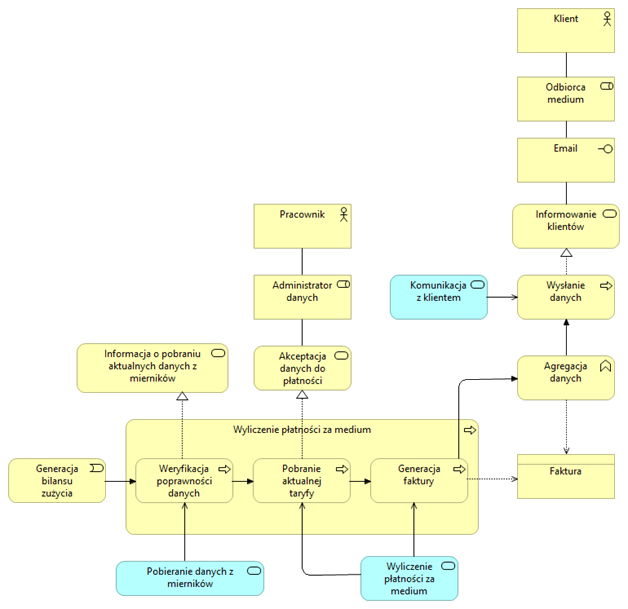 Klient
Odbiorca
medium
Email
Informowanie
klientów
Pracownik
Administrator
danych
Komunikacja
z klientem
Wysłanie
danych
Informacja o pobraniu
aktualnych danych z
mierników
Akceptacja
danych do
płatności
Agregacja
danych
Wyliczenie płatności za medium
Generacja
bilansu
zużycia
Weryfikacja
poprawności
danych
Pobranie
aktualnej
taryfy
Generacja
faktury
Faktura
Pobieranie danych z
mierników
Wyliczenie
płatności za
medium